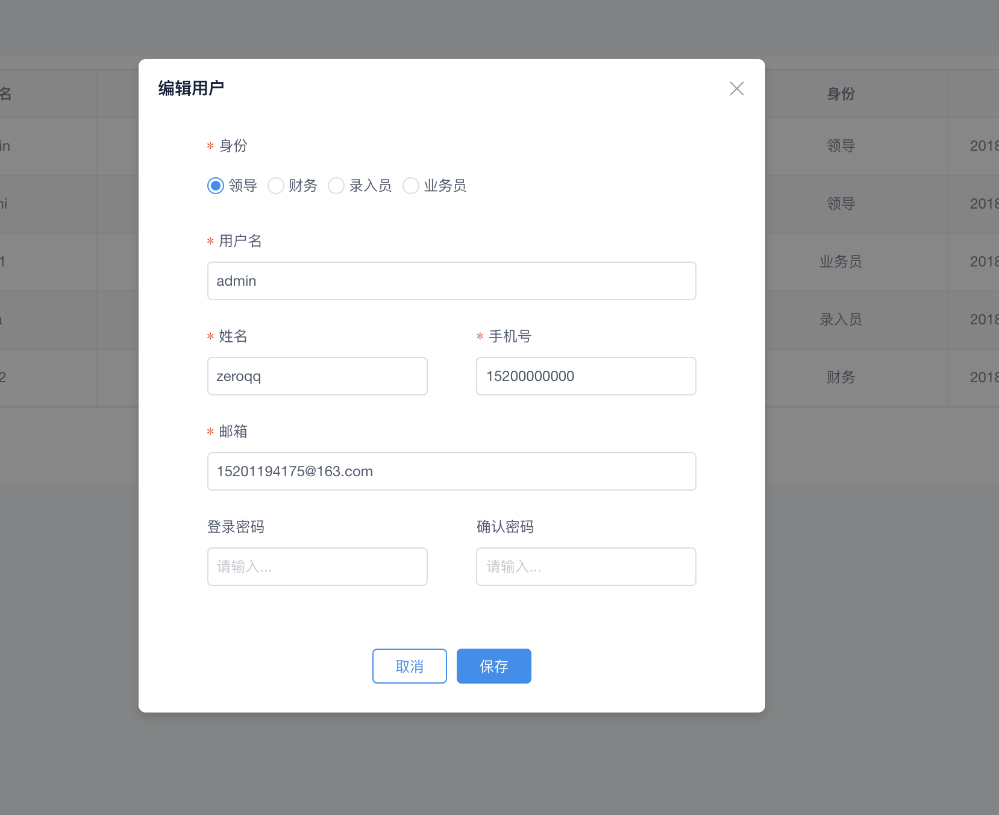 编辑用户
* 身份
领导 财务 录入员 业务员
* 用户名
admin
* 姓名 * 手机号
zeroqq 15200000000
* 邮箱
15201194175@163.com
登录密码 确认密码
请输入... 请输入...
取消 保存
名 身份
in 领导 2018
hi 领导 2018
1 业务员 2018
a 录入员 2018
2 财务 2018